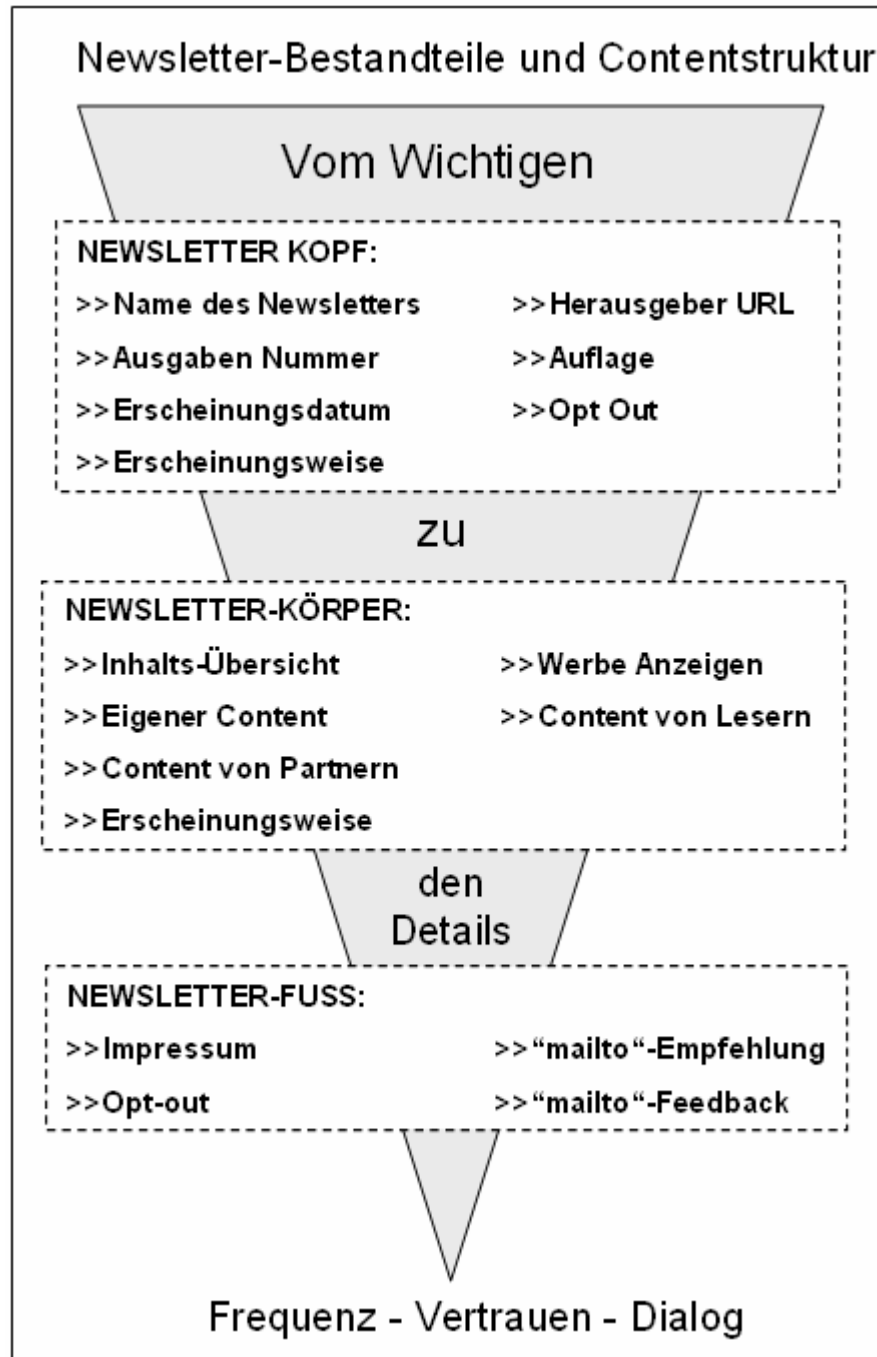 Newsletter-Bestandteile und Contentstruktur
Vom Wichtigen
NEWSLETTER KOPF:
>>Name des Newsletters >>Herausgeber URL
>>Ausgaben Nummer >>Auflage
>>Erscheinungsdatum >>Opt Out
>>Erscheinungsweise
zu
NEWSLETTER-KÖRPER:
>>Inhalts-Übersicht >>Werbe Anzeigen
>>Eigener Content >>Content von Lesern
>>Content von Partnern
>>Erscheinungsweise
den
Details
NEWSLETTER-FUSS:
>>Impressum >>“mailto“-Empfehlung
>>Opt-out >>“mailto“-Feedback
Frequenz - Vertrauen - Dialog